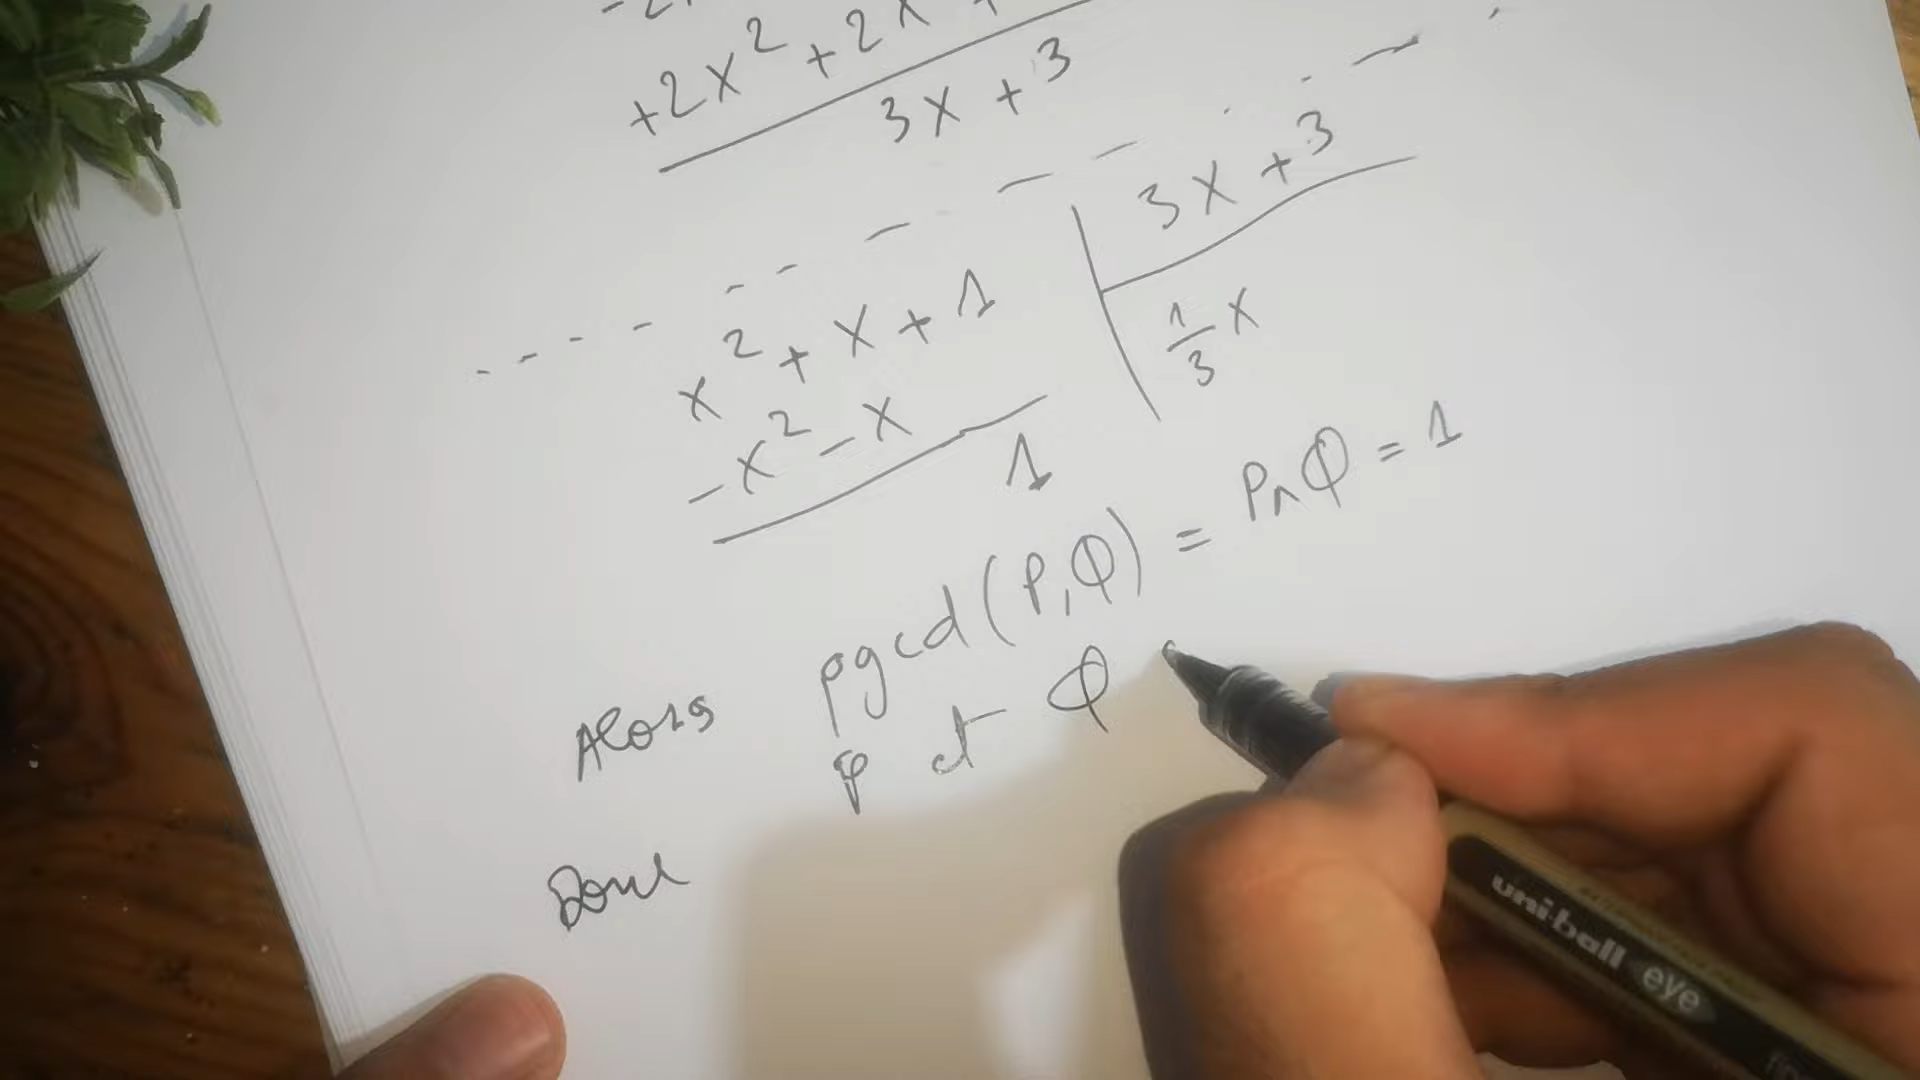 +2x² + 2x
3x + 3
3x + 3
x² + x + 1
1/3 x
-x² - x
1
Alors pgcd(P,Q) = P∧Q = 1
Donc P et Q
uni-ball eye